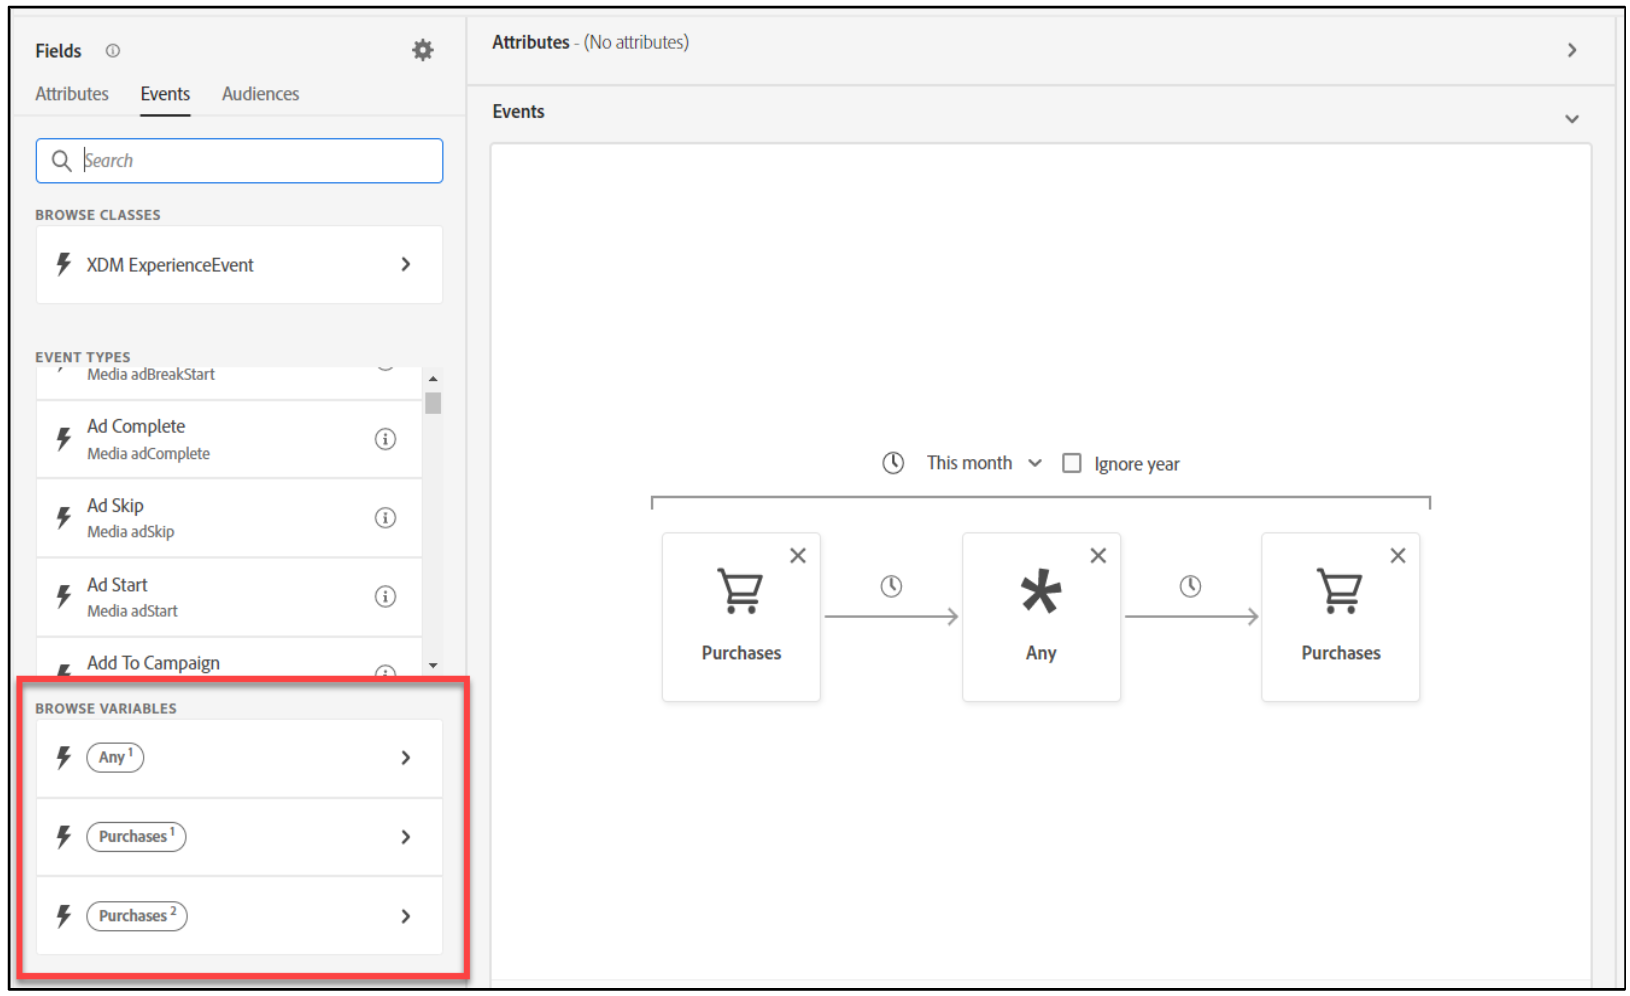 Fields
Attributes Events Audiences
Search
BROWSE CLASSES
XDM ExperienceEvent
EVENT TYPES
Media adBreakStart
Ad Complete
Media adComplete
Ad Skip
Media adSkip
Ad Start
Media adStart
Add To Campaign
BROWSE VARIABLES
Any 1
Purchases 1
Purchases 2
Attributes - (No attributes)
Events
This month Ignore year
Purchases Any Purchases